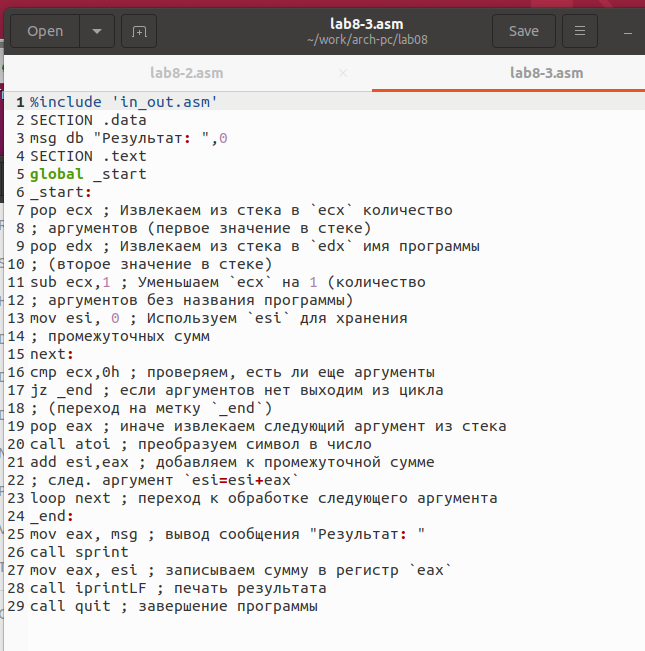 Open
lab8-3.asm
~/work/arch-pc/lab08
Save
lab8-2.asm
lab8-3.asm
1 %include 'in_out.asm'
2 SECTION .data
3 msg db "Результат: ",0
4 SECTION .text
5 global _start
6 _start:
7 pop ecx ; Извлекаем из стека в `ecx` количество
8 ; аргументов (первое значение в стеке)
9 pop edx ; Извлекаем из стека в `edx` имя программы
10 ; (второе значение в стеке)
11 sub ecx,1 ; Уменьшаем `ecx` на 1 (количество
12 ; аргументов без названия программы)
13 mov esi, 0 ; Используем `esi` для хранения
14 ; промежуточных сумм
15 next:
16 cmp ecx,0h ; проверяем, есть ли еще аргументы
17 jz _end ; если аргументов нет выходим из цикла
18 ; (переход на метку `_end`)
19 pop eax ; иначе извлекаем следующий аргумент из стека
20 call atoi ; преобразуем символ в число
21 add esi,eax ; добавляем к промежуточной сумме
22 ; след. аргумент `esi=esi+eax`
23 loop next ; переход к обработке следующего аргумента
24 _end:
25 mov eax, msg ; вывод сообщения "Результат: "
26 call sprint
27 mov eax, esi ; записываем сумму в регистр `eax`
28 call iprintLF ; печать результата
29 call quit ; завершение программы